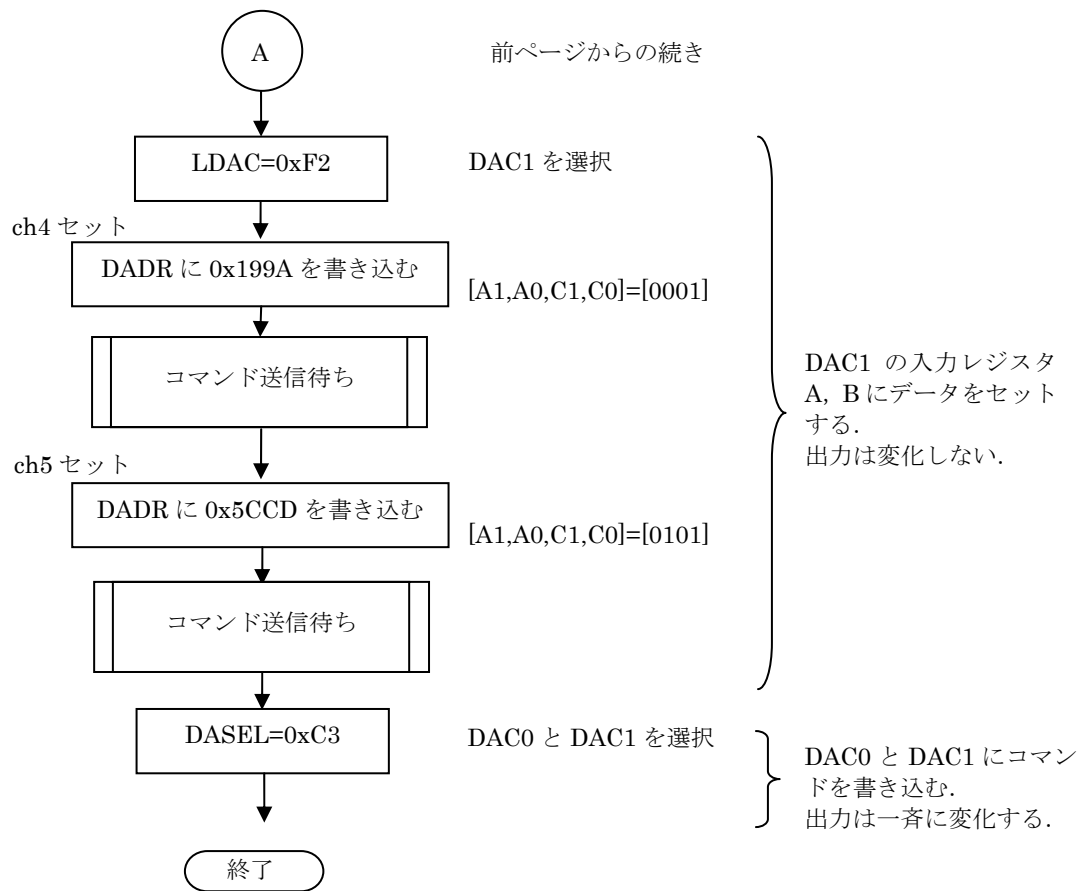 A
前ページからの続き
LDAC=0xF2
DAC1 を選択
ch4 セット
DADR に 0x199A を書き込む
[A1,A0,C1,C0]=[0001]
コマンド送信待ち
DAC1 の入力レジスタ
A, B にデータをセット
する.
出力は変化しない.
ch5 セット
DADR に 0x5CCD を書き込む
[A1,A0,C1,C0]=[0101]
コマンド送信待ち
DASEL=0xC3
DAC0 と DAC1 を選択
DAC0 と DAC1 にコマン
ドを書き込む.
出力は一斉に変化する.
終了